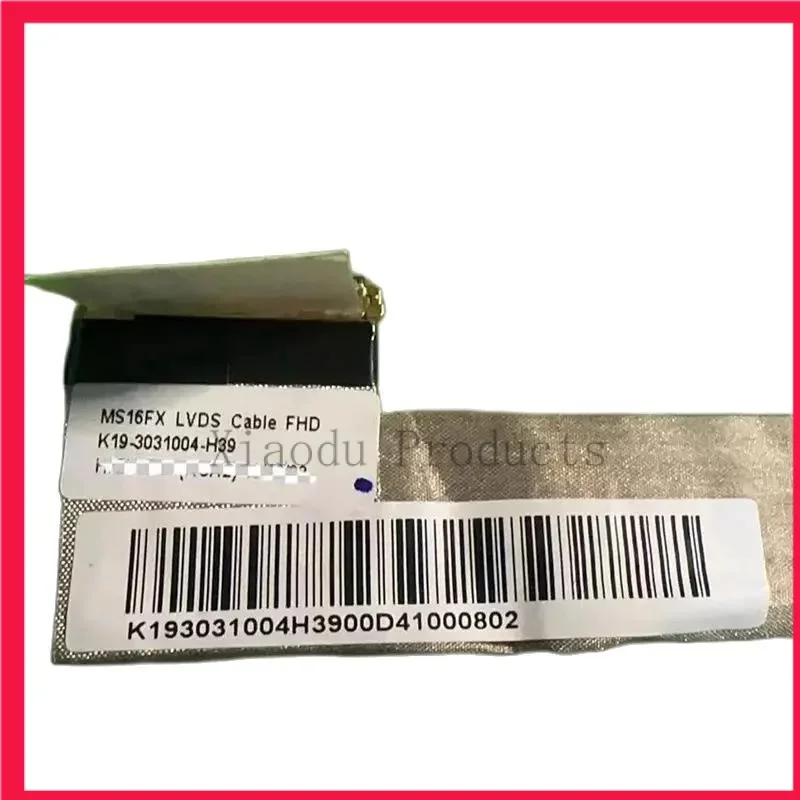 MS16FX LVDS Cable FHD
K19-3031004-H39
Xiaodu Products
K193031004H3900D41000802